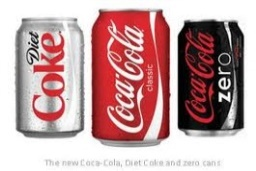 Diet
Coke
Coca-Cola
classic
Coca-Cola
zero
The new Coca-Cola, Diet Coke and zero cans